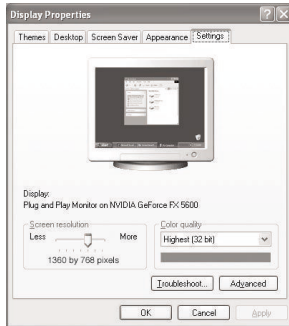 Display Properties
Themes Desktop Screen Saver Appearance Settings
Display:
Plug and Play Monitor on NVIDIA GeForce FX 5600
Screen resolution
Less More
1360 by 768 pixels
Color quality
Highest (32 bit)
Troubleshoot... Advanced
OK Cancel Apply